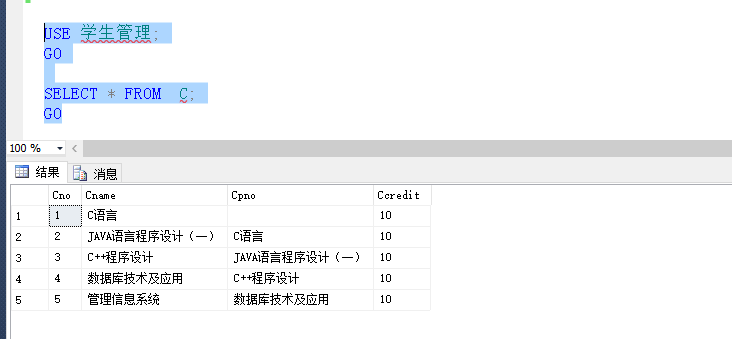 USE 学生管理;
GO
SELECT * FROM C;
GO
100 %
结果 消息
Cno Cname Cpno Ccredit
1 1 C语言 10
2 2 JAVA语言程序设计（一） C语言 10
3 3 C++程序设计 JAVA语言程序设计（一） 10
4 4 数据库技术及应用 C++程序设计 10
5 5 管理信息系统 数据库技术及应用 10